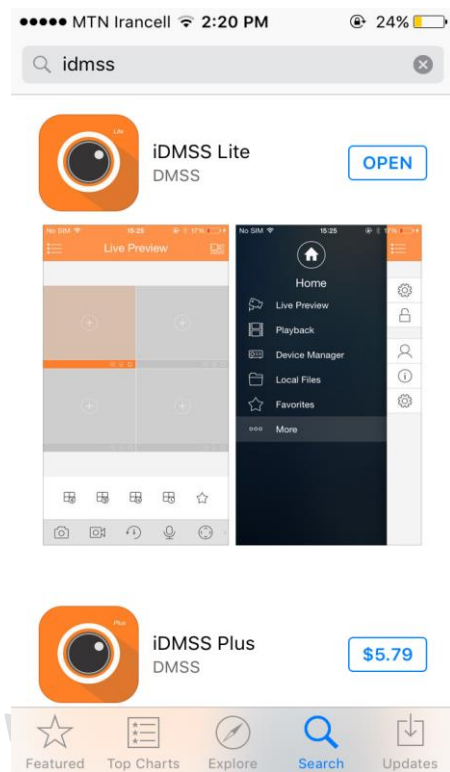 MTN Irancell 2:20 PM 24%
idmss
Lite
iDMSS Lite
DMSS
OPEN
No SIM 15:25 17%
Live Preview
No SIM 15:25 17%
Home
Live Preview
Playback
Device Manager
Local Files
Favorites
More
Plus
iDMSS Plus
DMSS
$5.79
Featured Top Charts Explore Search Updates